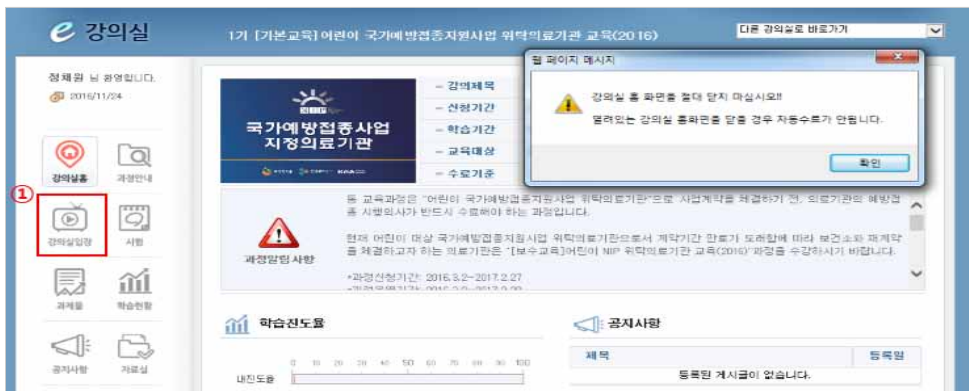 e 강의실
1기 [기본교육]어린이 국가예방접종지원사업 위탁의료기관 교육(2016)
다른 강의실로 바로가기
정재원 님 환영합니다.
2016/11/24
강의실홈
과정안내
①
강의실입장
시험
과제물
학습현황
공지사항
자료실
국가예방접종사업
지정의료기관
- 강의제목
- 신청기간
- 학습기간
- 교육대상
- 수료기준
웹 페이지 메시지
강의실 홈 화면을 절대 닫지 마십시오!!
열려있는 강의실 홈화면을 닫을 경우 자동수료가 안됩니다.
확인
과정알림사항
동 교육과정은 "어린이 국가예방접종지원사업 위탁의료기관"으로 사업계약을 체결하기 전, 의료기관의 예방접
종 시행의사가 반드시 수료해야 하는 과정입니다.
현재 어린이 대상 국가예방접종지원사업 위탁의료기관으로서 계약기간 만료가 도래함에 따라 보건소와 재계약
을 체결하고자 하는 의료기관은 "[보수교육]어린이 NIP 위탁의료기관 교육(2016)"과정을 수강하시기 바랍니다.
*과정신청기간: 2016.3.2~2017.2.27
학습진도율
0 10 20 30 40 50 60 70 80 90 100
내진도율
공지사항
제목 등록일
등록된 게시글이 없습니다.